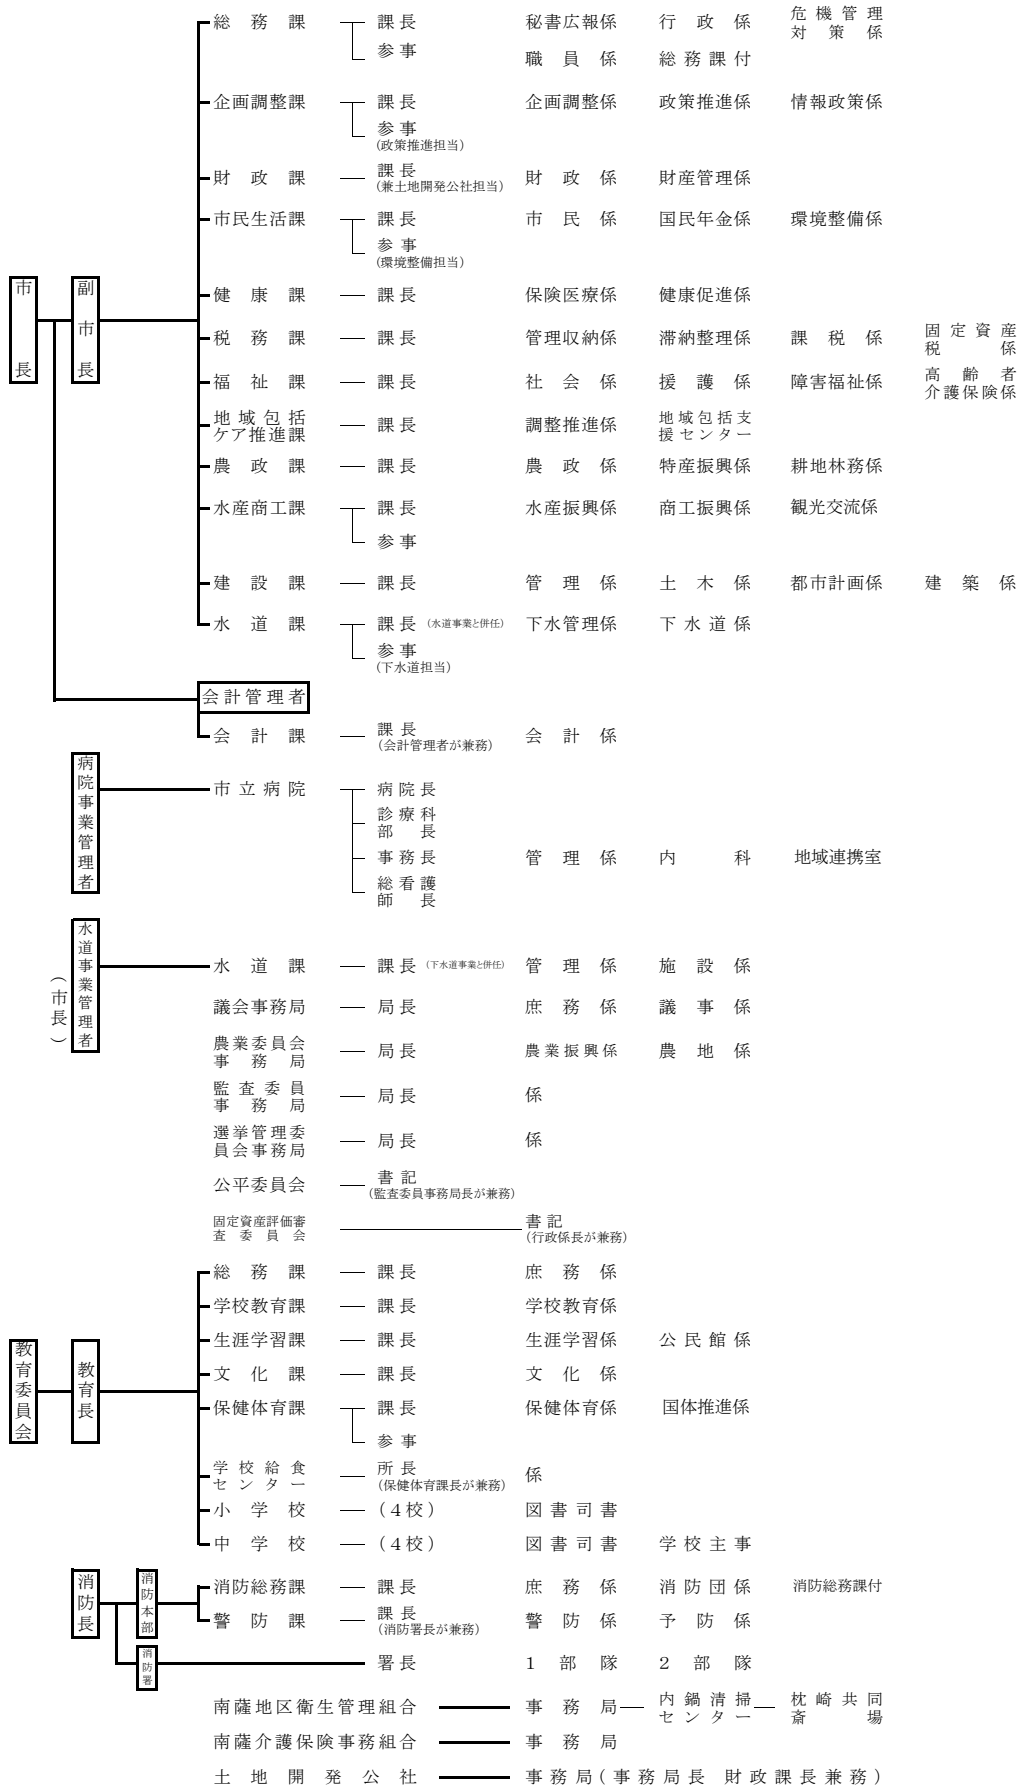 総務課 課長 秘書広報係 行政係 危機管理対策係
参事 職員係 総務課付
企画調整課 課長 企画調整係 政策推進係 情報政策係
参事
(政策推進担当)
財政課 課長 財政係 財産管理係
(兼土地開発公社担当)
市民生活課 課長 市民係 国民年金係 環境整備係
参事
(環境整備担当)
市長 副市長
健康課 課長 保険医療係 健康促進係
税務課 課長 管理収納係 滞納整理係 課税係 固定資産税係
福祉課 課長 社会係 援護係 障害福祉係 高齢者介護保険係
地域包括ケア推進課 課長 調整推進係 地域包括支援センター
農政課 課長 農政係 特産振興係 耕地林務係
水産商工課 課長 水産振興係 商工振興係 観光交流係
参事
建設課 課長 管理係 土木係 都市計画係 建築係
水道課 課長 (水道事業と併任) 下水管理係 下水道係
参事
(下水道担当)
会計管理者
会計課 課長 会計係
(会計管理者が兼務)
病院事業管理者
市立病院 病院長
診療科部長
事務長 管理係 内科 地域連携室
総看護師長
水道事業管理者
(市長)
水道課 課長 (下水道事業と併任) 管理係 施設係
議会事務局 局長 庶務係 議事係
農業委員会事務局 局長 農業振興係 農地係
監査委員事務局 局長 係
選挙管理委員会事務局 局長 係
公平委員会 書記
(監査委員事務局長が兼務)
固定資産評価審査委員会 書記
(行政係長が兼務)
教育委員会 教育長
総務課 課長 庶務係
学校教育課 課長 学校教育係
生涯学習課 課長 生涯学習係 公民館係
文化課 課長 文化係
保健体育課 課長 保健体育係 国体推進係
参事
学校給食センター 所長 係
(保健体育課長が兼務)
小学校 (4校) 図書司書
中学校 (4校) 図書司書 学校主事
消防長 消防本部
消防総務課 課長 庶務係 消防団係 消防総務課付
警防課 課長 警防係 予防係
(消防署長が兼務)
消防署 署長 1部隊 2部隊
南薩地区衛生管理組合 事務局 内鍋清掃センター 枕崎共同斎場
南薩介護保険事務組合 事務局
土地開発公社 事務局(事務局長 財政課長兼務)